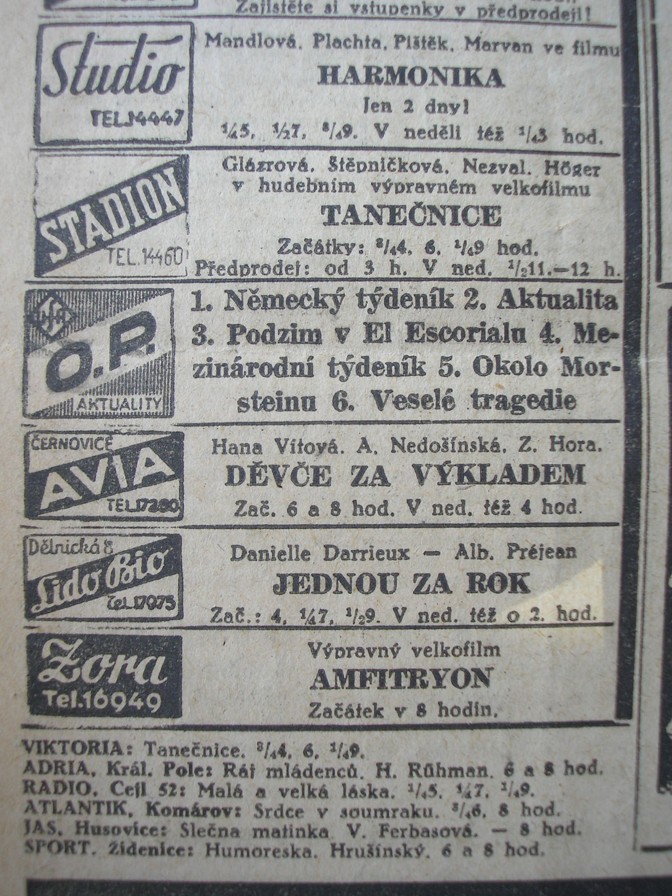 Zajistěte si vstupenky v předprodeji!
Studio
TEL.14447
Mandlová, Plachta, Pištěk, Marvan ve filmu
HARMONIKA
Jen 2 dny!
¼5, ½7, ¾9. V neděli též ¼3 hod.
STADION
TEL.14460
Glázrová, Štěpničková, Nezval, Höger
v hudebním výpravném velkofilmu
TANEČNICE
Začátky: ¾4, 6, ¼9 hod.
Předprodej: od 3 h. V ned. ½11.—12 h.
O.P.
AKTUALITY
1. Německý týdeník 2. Aktualita
3. Podzim v El Escorialu 4. Me-
zinárodní týdeník 5. Okolo Mor-
steinu 6. Veselé tragedie
ČERNOVICE
AVIA
TEL.17280
Hana Vítová, A. Nedošínská, Z. Hora.
DĚVČE ZA VÝKLADEM
Zač. 6 a 8 hod. V ned. též 4 hod.
Dělnická 8
Lido Bio
Tel.17075
Danielle Darrieux — Alb. Préjean
JEDNOU ZA ROK
Zač.: 4, ¼7, ½9. V ned. též o 2. hod.
Zora
Tel.16949
Výpravný velkofilm
AMFITRYON
Začátek v 8 hodin.
VIKTORIA: Tanečnice. ¾4, 6, ¼9.
ADRIA, Král. Pole: Ráj mládenců. H. Rühman. 6 a 8 hod.
RADIO, Cejl 52: Malá a velká láska. ¼5, ¼7, ¼9.
ATLANTIK, Komárov: Srdce v soumraku. ¾6, 8 hod.
JAS, Husovice: Slečna matinka. V. Ferbasová. — 8 hod.
SPORT, Židenice: Humoreska. Hrušínský. 6 a 8 hod.